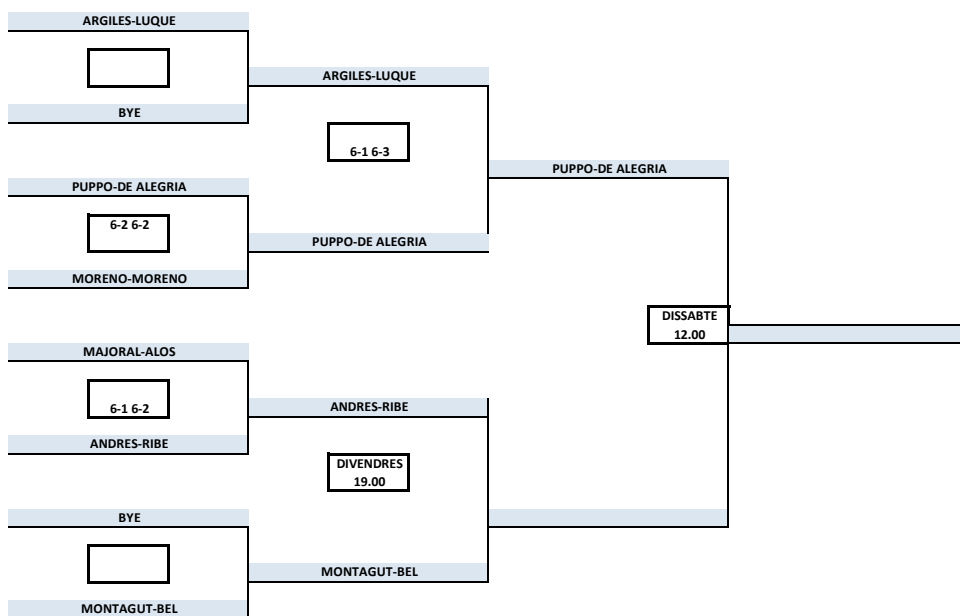 ARGILES-LUQUE
ARGILES-LUQUE
BYE
6-1 6-3
PUPPO-DE ALEGRIA
PUPPO-DE ALEGRIA
6-2 6-2
PUPPO-DE ALEGRIA
MORENO-MORENO
DISSABTE
12.00
MAJORAL-ALOS
6-1 6-2
ANDRES-RIBE
ANDRES-RIBE
DIVENDRES
19.00
BYE
MONTAGUT-BEL
MONTAGUT-BEL